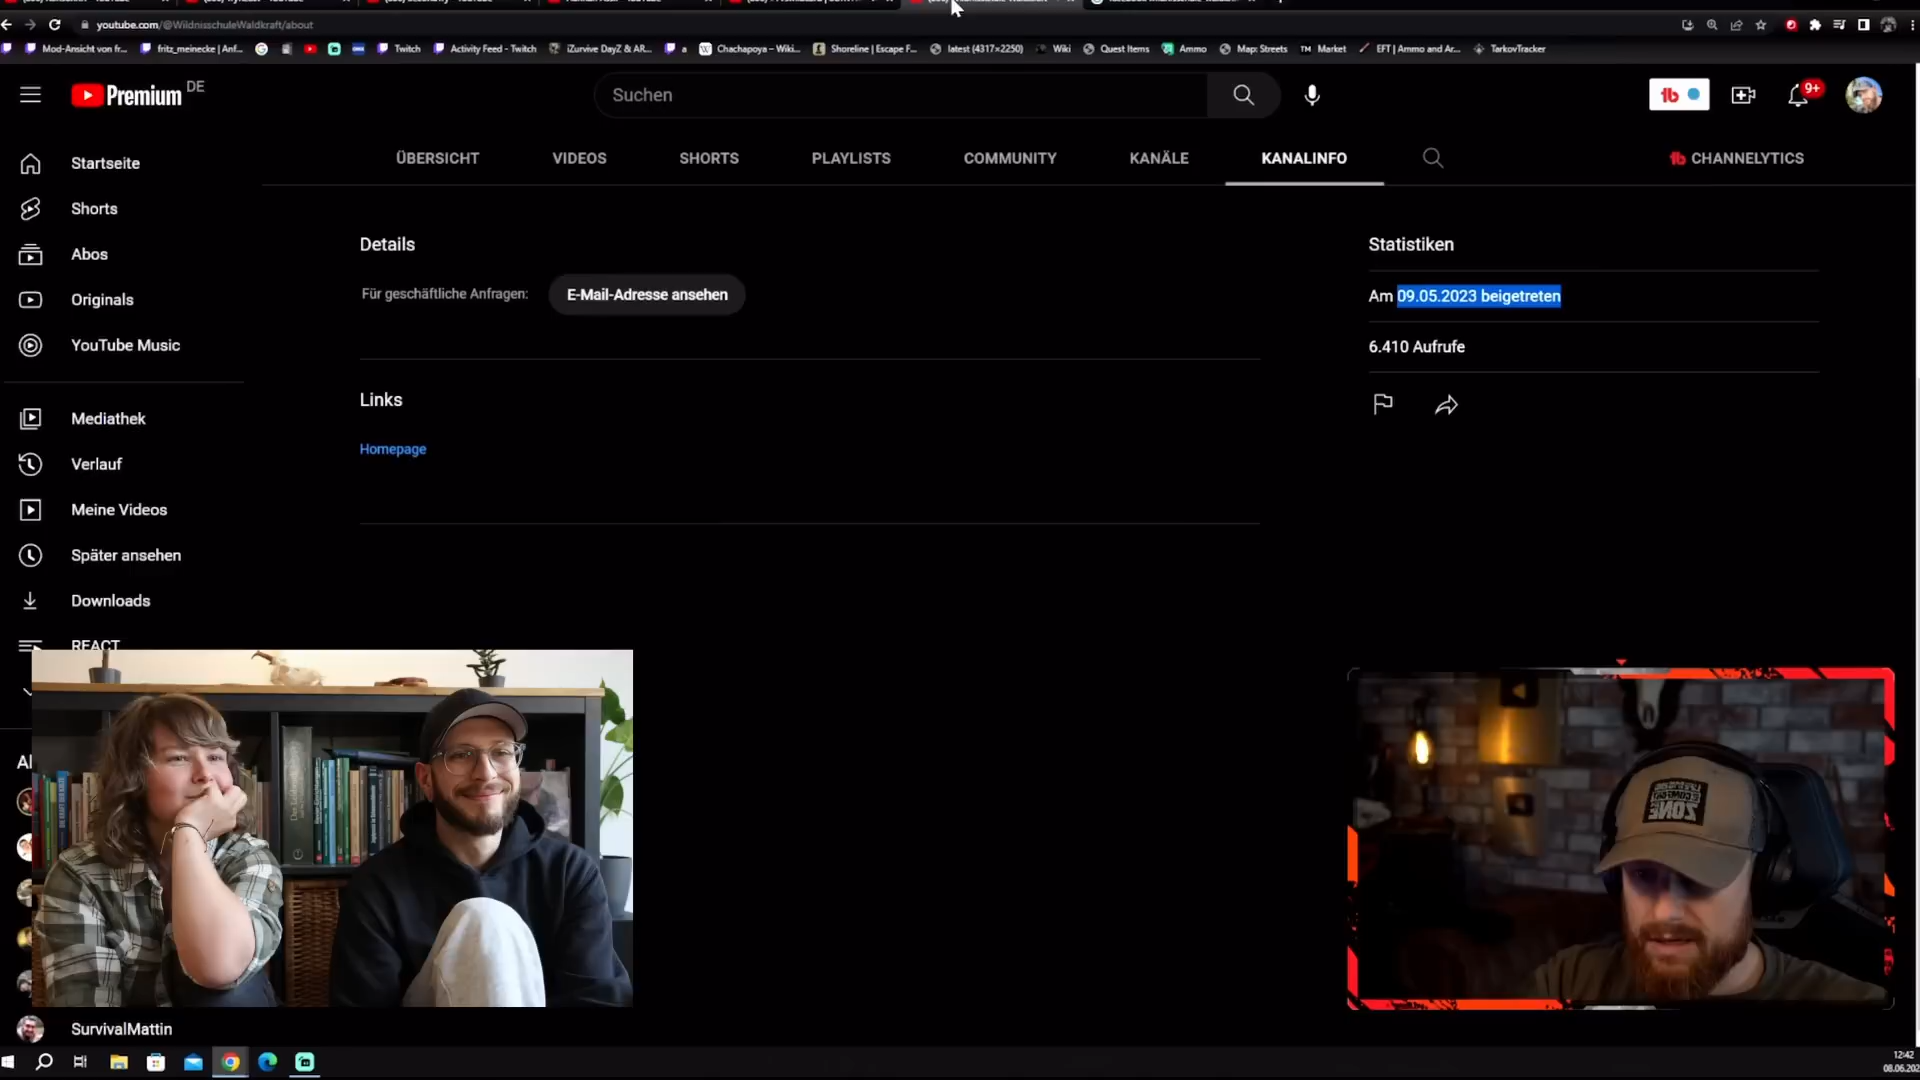 youtube.com/@WildnisschuleWaldkraft/about
Mod-Ansicht von fr...
fritz_meinecke | Anf...
Twitch
Activity Feed - Twitch
iZurvive DayZ & AR...
a
Chachapoya – Wiki...
Shoreline | Escape F...
latest (4317×2250)
Wiki
Quest Items
Ammo
Map: Streets
TM Market
EFT | Ammo and Ar...
TarkovTracker
Premium DE
Suchen
9+
ÜBERSICHT
VIDEOS
SHORTS
PLAYLISTS
COMMUNITY
KANÄLE
KANALINFO
CHANNELYTICS
Startseite
Shorts
Abos
Originals
YouTube Music
Mediathek
Verlauf
Meine Videos
Später ansehen
Downloads
REACT
SurvivalMattin
Details
Für geschäftliche Anfragen:
E-Mail-Adresse ansehen
Links
Homepage
Statistiken
Am 09.05.2023 beigetreten
6.410 Aufrufe
ZONE
12:42